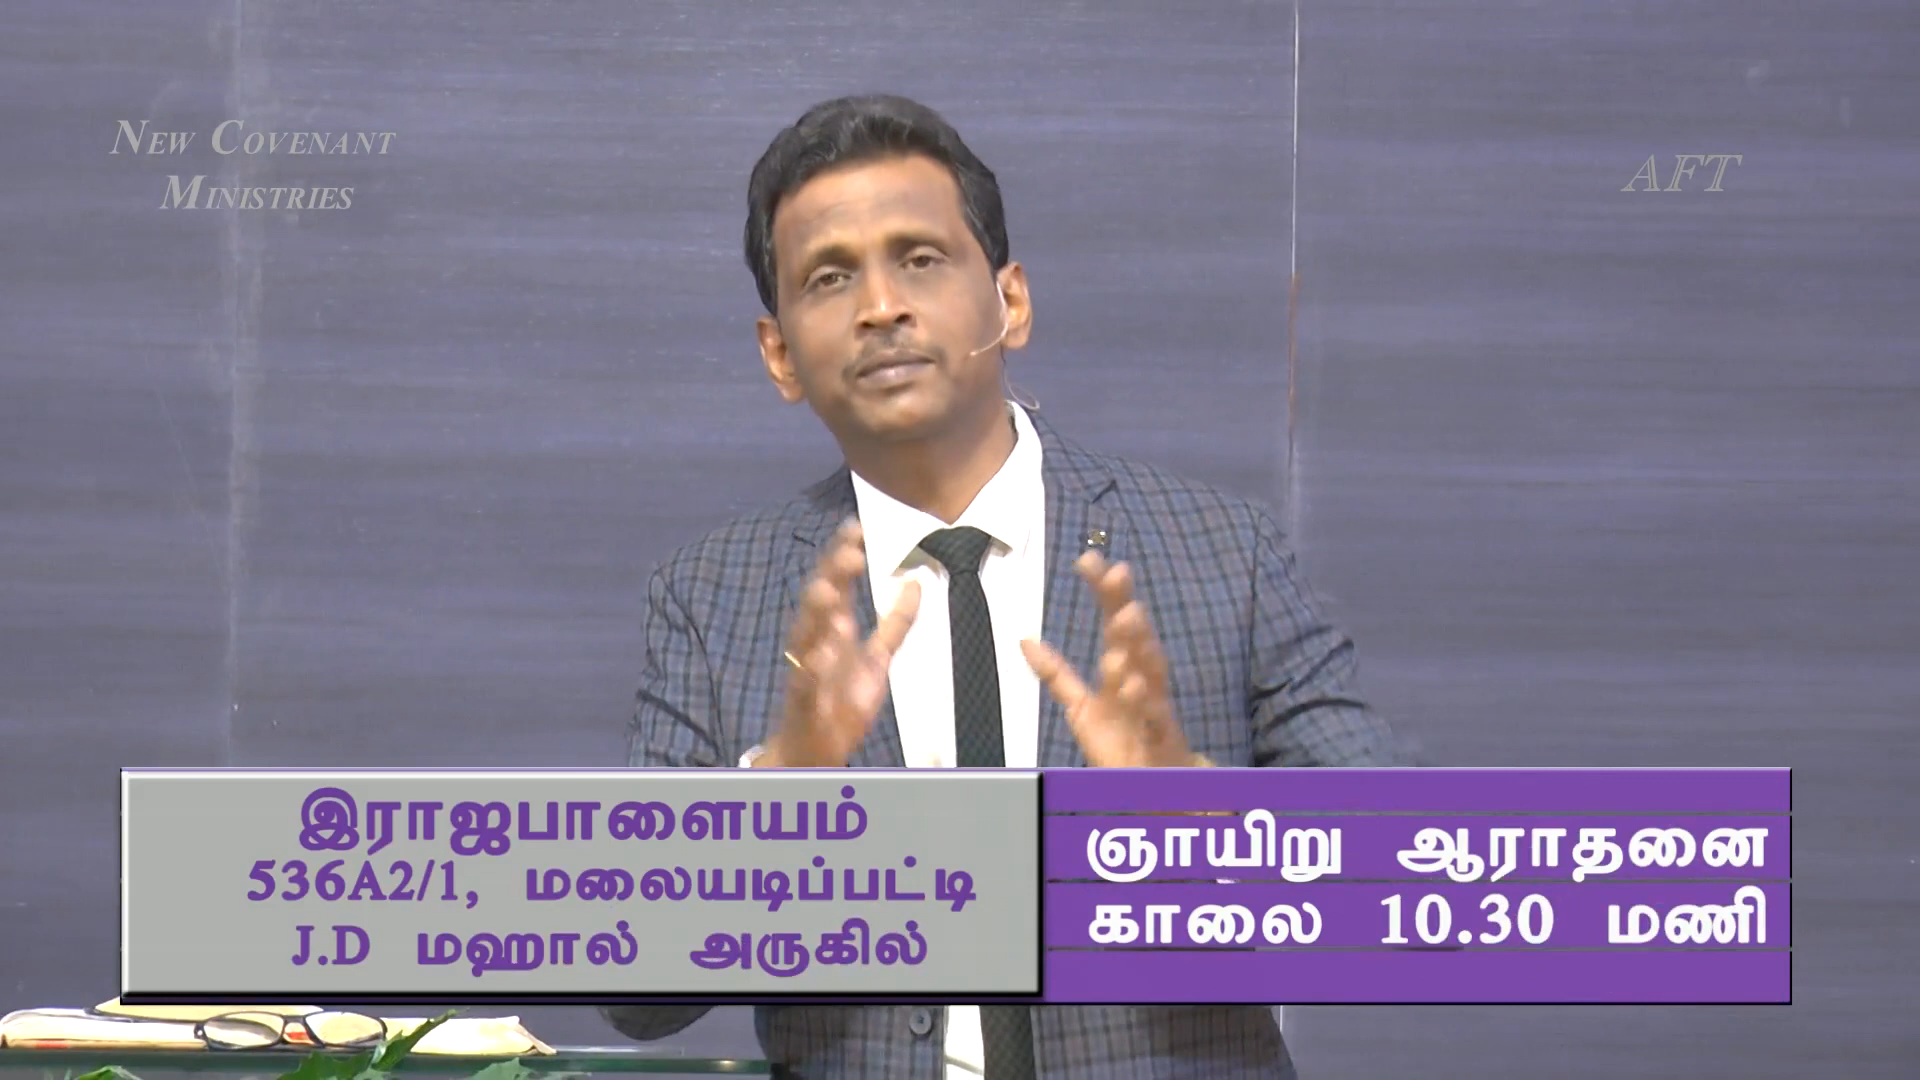 NEW COVENANT
MINISTRIES
AFT
இராஜபாளையம்
536A2/1, மலையடிப்பட்டி
J.D மஹால் அருகில்
ஞாயிறு ஆராதனை
காலை 10.30 மணி